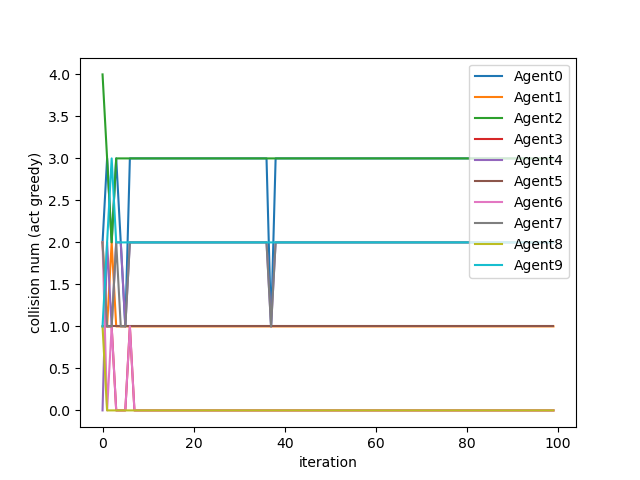 4.0
3.5
3.0
2.5
2.0
1.5
1.0
0.5
0.0
collision num (act greedy)
0
20
40
60
80
100
iteration
Agent0
Agent1
Agent2
Agent3
Agent4
Agent5
Agent6
Agent7
Agent8
Agent9